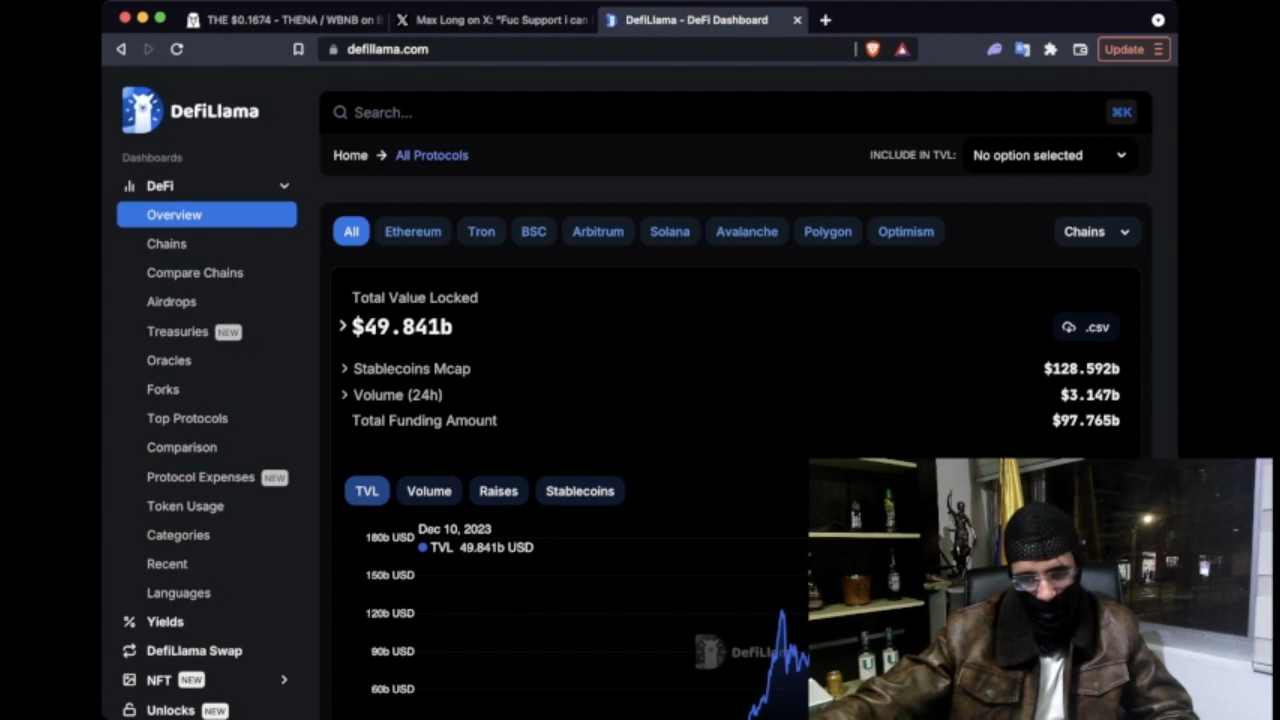 THE $0.1674 - THENA / WBNB on
Max Long on X: "Fuc Support i can
DefiLlama - DeFi Dashboard
defillama.com
Update
DefiLlama
Search...
⌘K
Home → All Protocols
INCLUDE IN TVL:
No option selected
Dashboards
DeFi
Overview
Chains
Compare Chains
Airdrops
Treasuries NEW
Oracles
Forks
Top Protocols
Comparison
Protocol Expenses NEW
Token Usage
Categories
Recent
Languages
Yields
DefiLlama Swap
NFT NEW
Unlocks NEW
All Ethereum Tron BSC Arbitrum Solana Avalanche Polygon Optimism
Chains
Total Value Locked
$49.841b
.csv
Stablecoins Mcap $128.592b
Volume (24h) $3.147b
Total Funding Amount $97.765b
TVL Volume Raises Stablecoins
Dec 10, 2023
TVL 49.841b USD
180b USD
150b USD
120b USD
90b USD
60b USD
DefiLlama